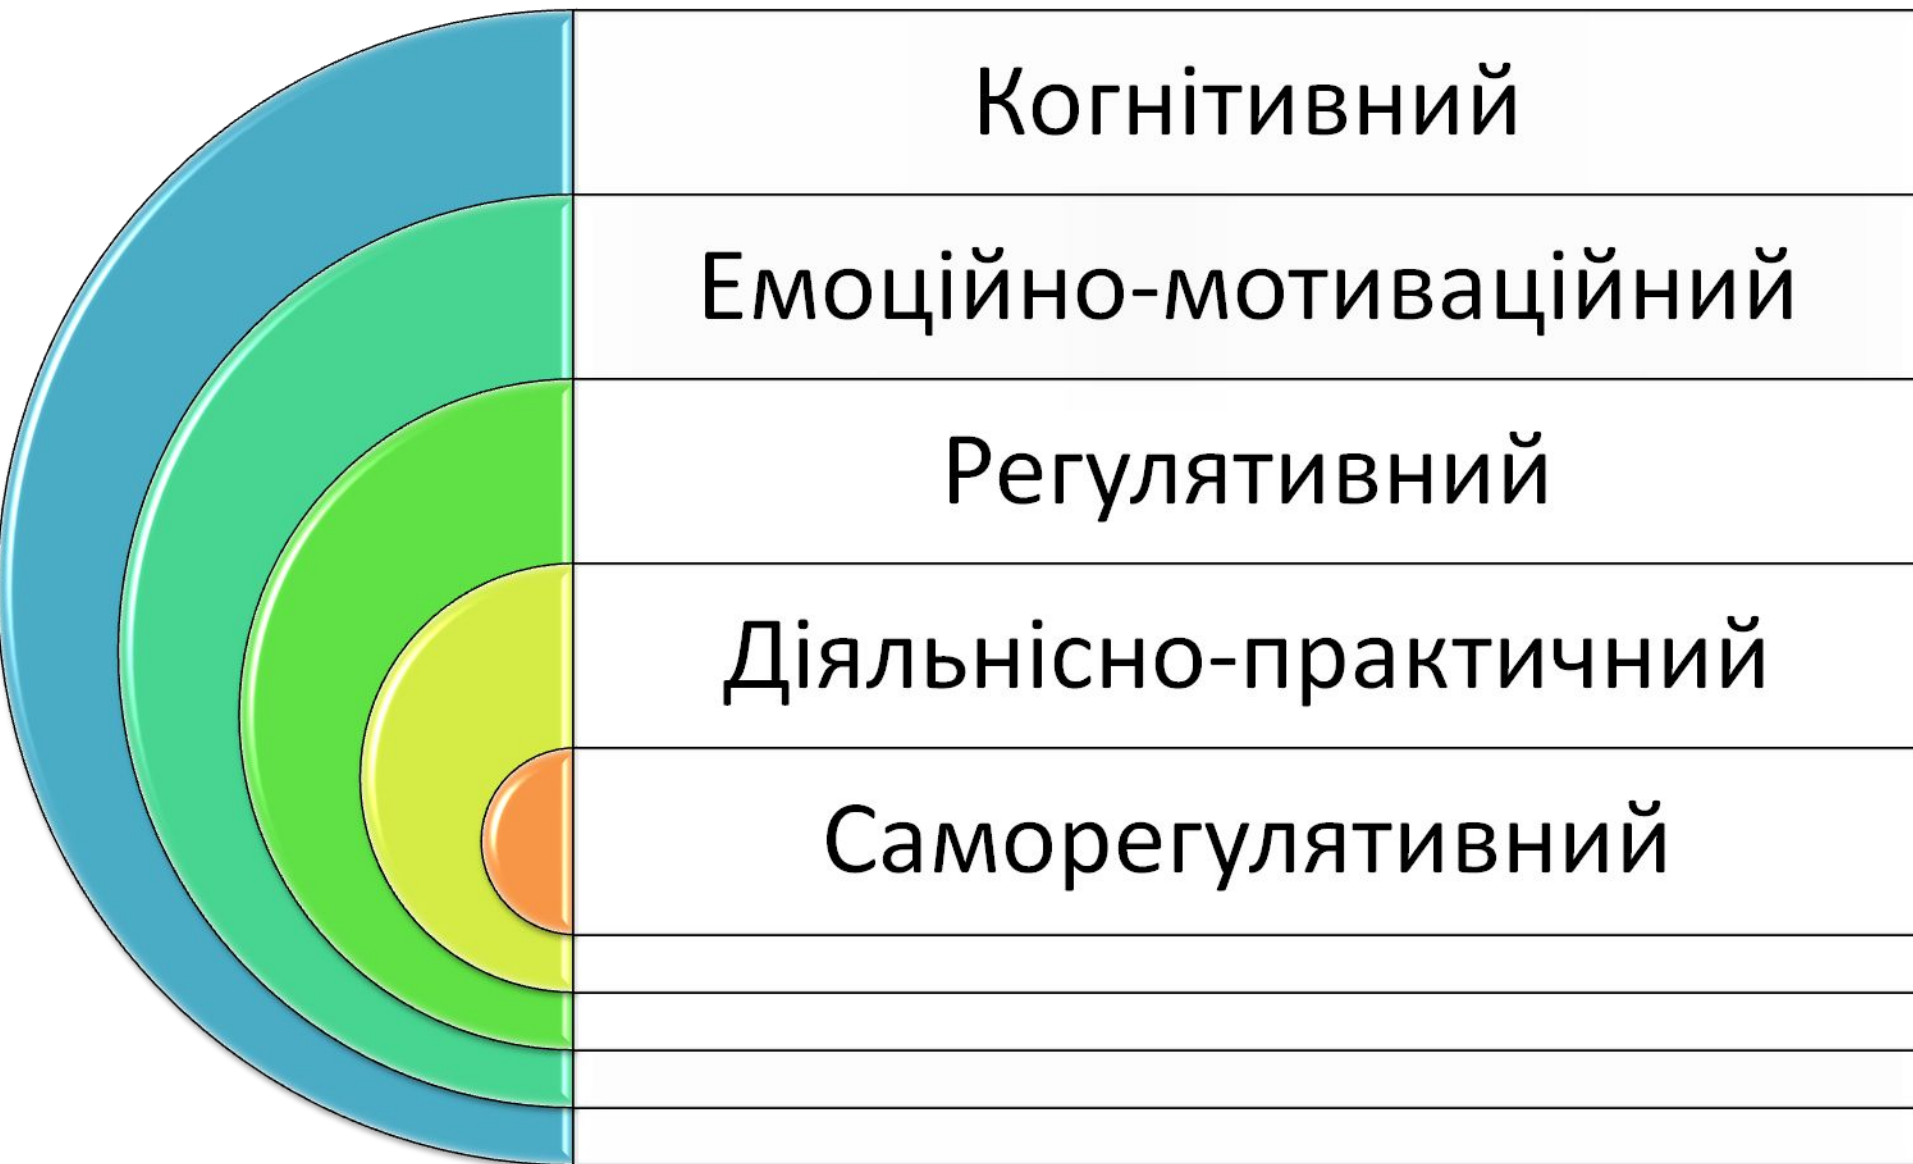 Когнітивний
Емоційно-мотиваційний
Регулятивний
Діяльнісно-практичний
Саморегулятивний